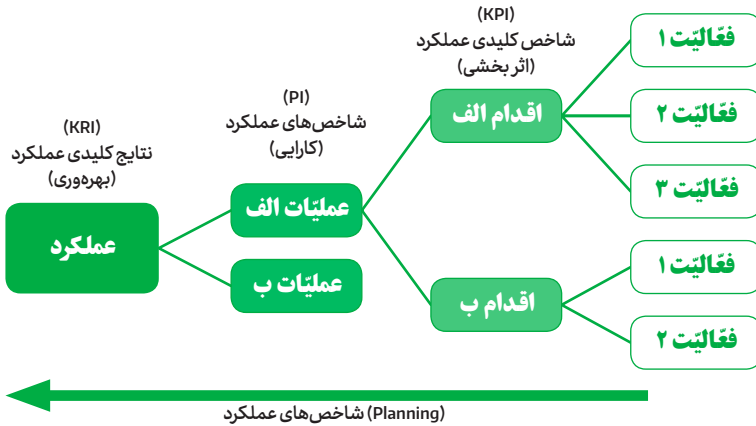 (KPI)
شاخص کلیدی عملکرد
(اثر بخشی)
فعّالیّت ۱
فعّالیّت ۲
فعّالیّت ۳
اقدام الف
فعّالیّت ۱
فعّالیّت ۲
اقدام ب
(PI)
شاخص‌های عملکرد
(کارایی)
عملیّات الف
عملیّات ب
(KRI)
نتایج کلیدی عملکرد
(بهره‌وری)
عملکرد
شاخص‌های عملکرد (Planning)